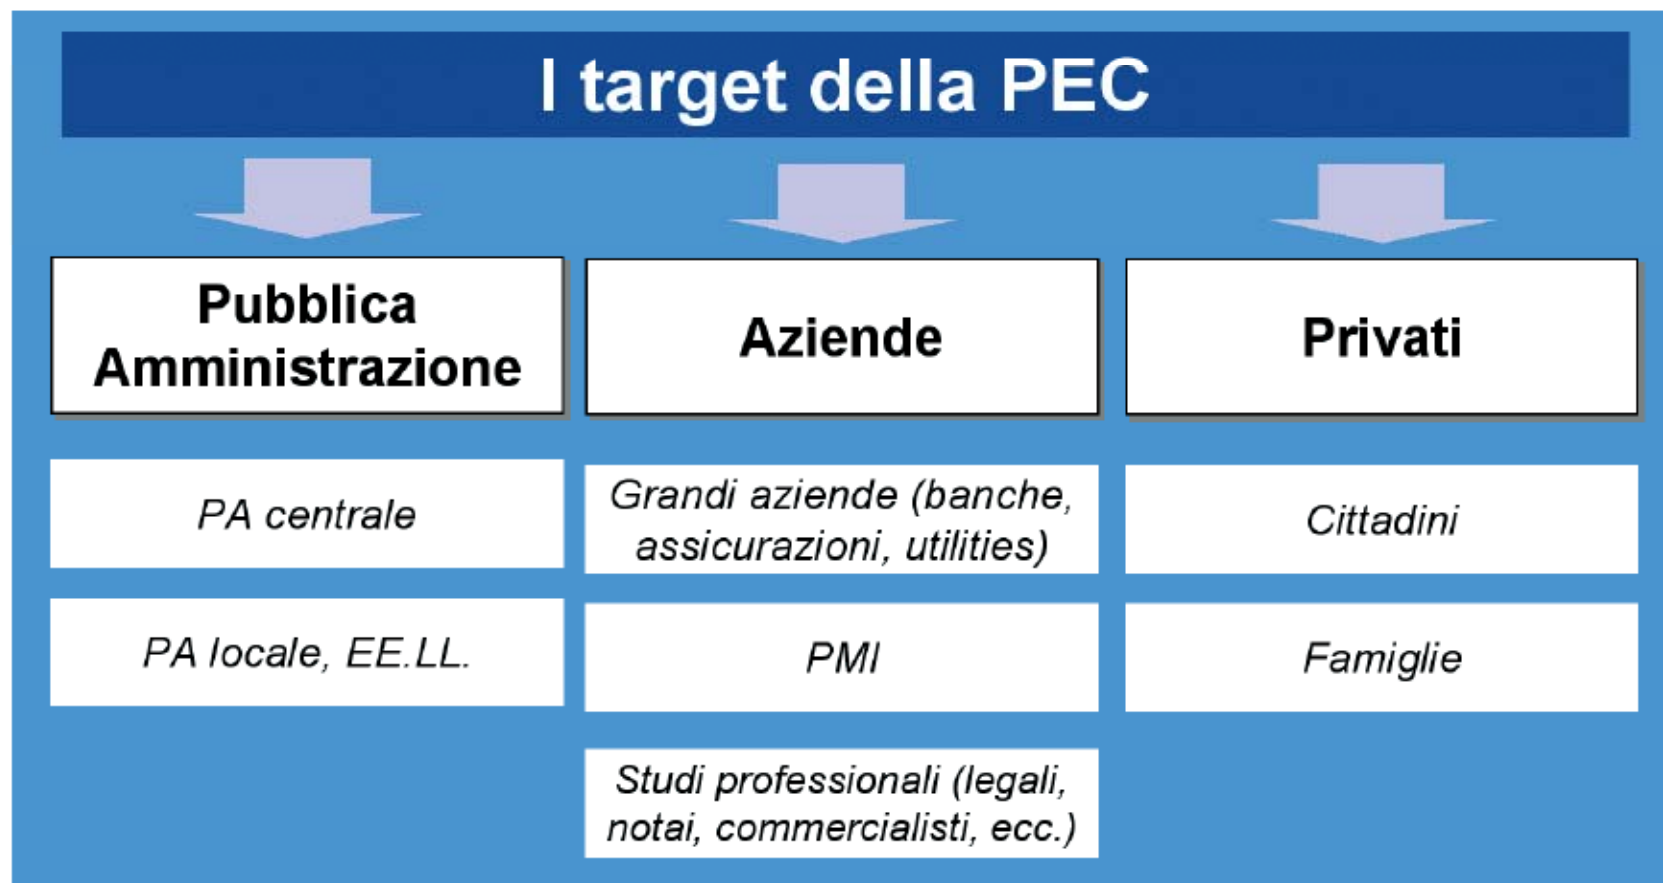 I target della PEC
Pubblica
Amministrazione
Aziende
Privati
PA centrale
Grandi aziende (banche,
assicurazioni, utilities)
Cittadini
PA locale, EE.LL.
PMI
Famiglie
Studi professionali (legali,
notai, commercialisti, ecc.)